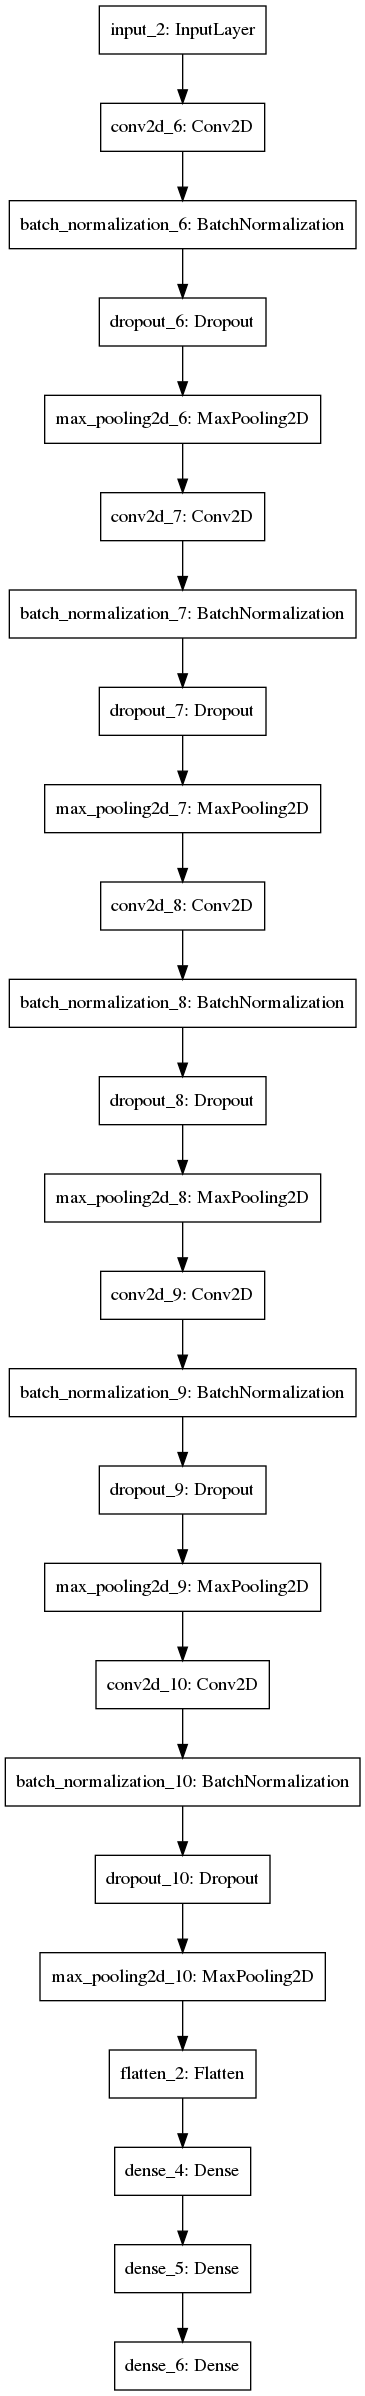 input_2: InputLayer
conv2d_6: Conv2D
batch_normalization_6: BatchNormalization
dropout_6: Dropout
max_pooling2d_6: MaxPooling2D
conv2d_7: Conv2D
batch_normalization_7: BatchNormalization
dropout_7: Dropout
max_pooling2d_7: MaxPooling2D
conv2d_8: Conv2D
batch_normalization_8: BatchNormalization
dropout_8: Dropout
max_pooling2d_8: MaxPooling2D
conv2d_9: Conv2D
batch_normalization_9: BatchNormalization
dropout_9: Dropout
max_pooling2d_9: MaxPooling2D
conv2d_10: Conv2D
batch_normalization_10: BatchNormalization
dropout_10: Dropout
max_pooling2d_10: MaxPooling2D
flatten_2: Flatten
dense_4: Dense
dense_5: Dense
dense_6: Dense